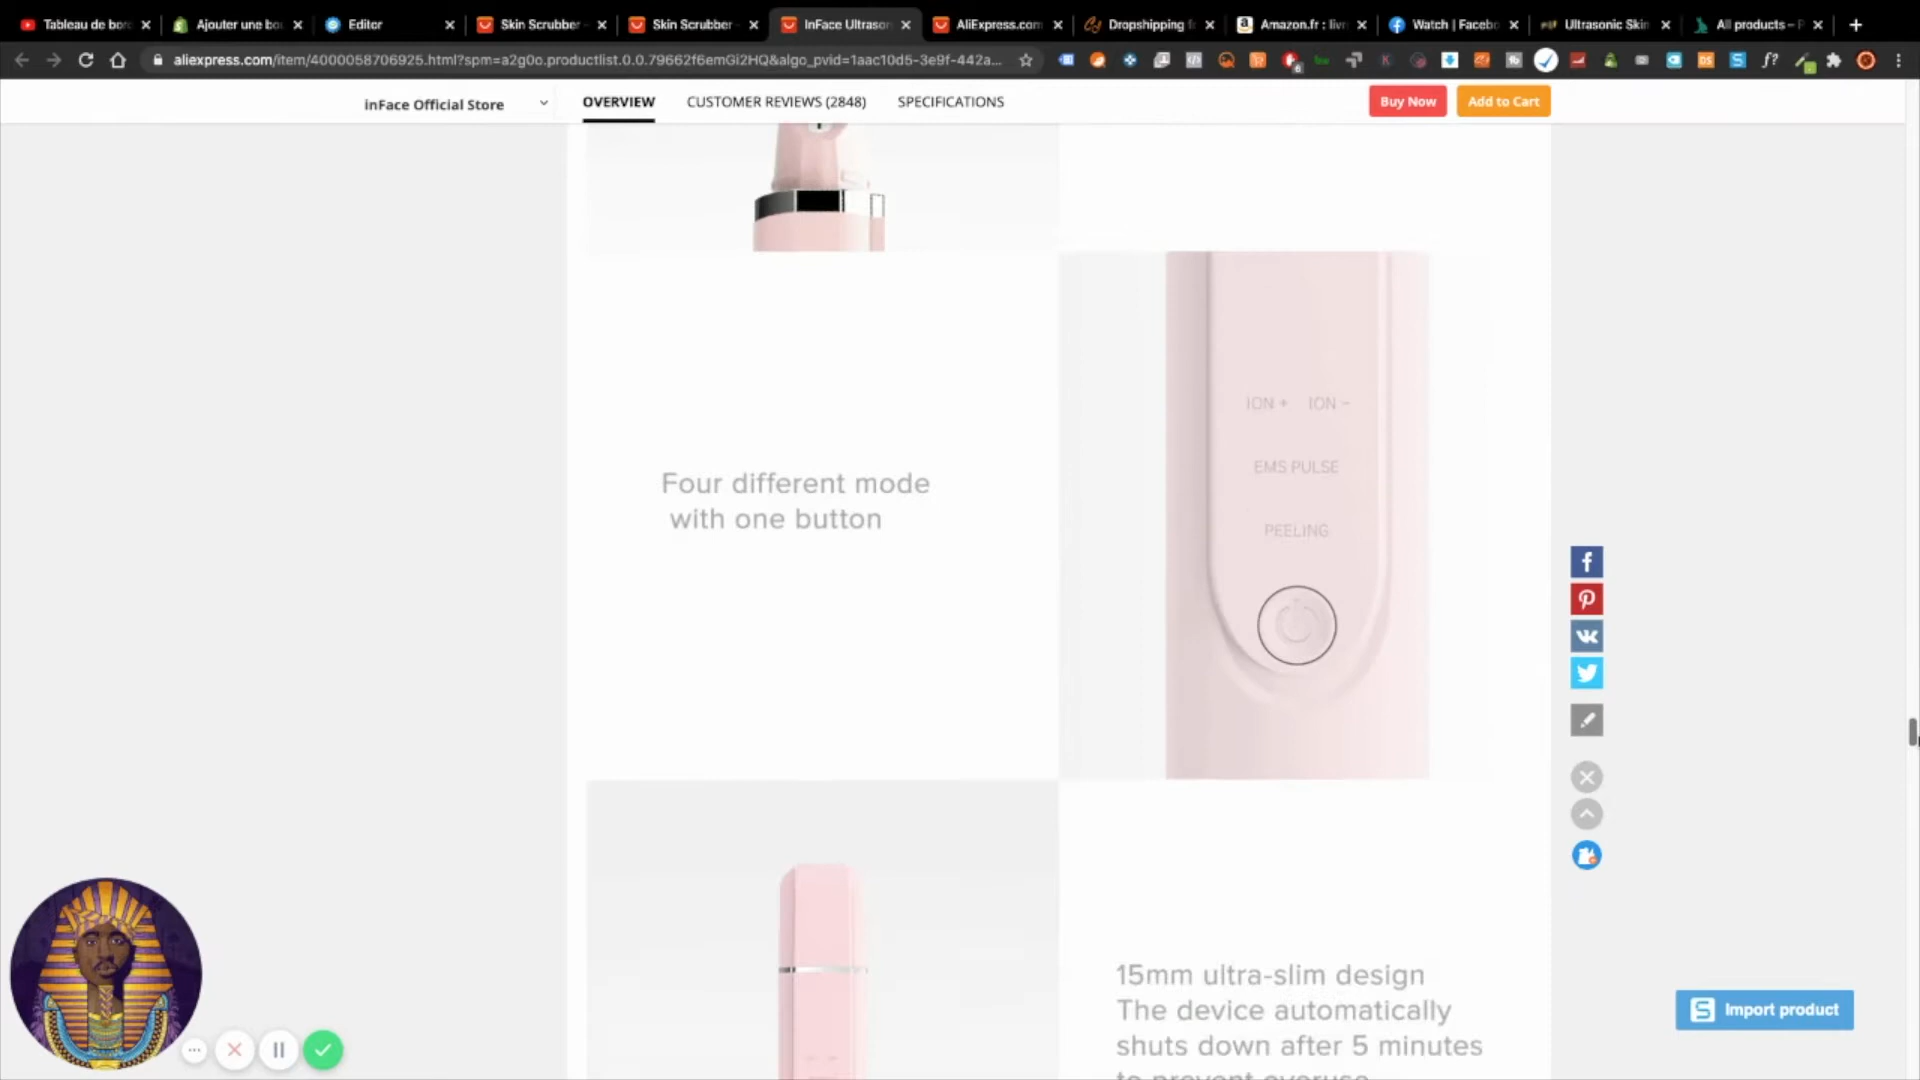 Tableau de bor
Ajouter une bo
Editor
Skin Scrubber
Skin Scrubber
InFace Ultrason
AliExpress.com
Dropshipping f
Amazon.fr : livr
Watch | Facebo
Ultrasonic Skin
All products – P
aliexpress.com/item/4000058706925.html?spm=a2g0o.productlist.0.0.79662f6emGi2HQ&algo_pvid=1aac10d5-3e9f-442a...
inFace Official Store
OVERVIEW
CUSTOMER REVIEWS (2848)
SPECIFICATIONS
Buy Now
Add to Cart
ION + ION –
EMS PULSE
PEELING
Four different mode
with one button
15mm ultra-slim design
The device automatically
shuts down after 5 minutes
to prevent overuse
Import product